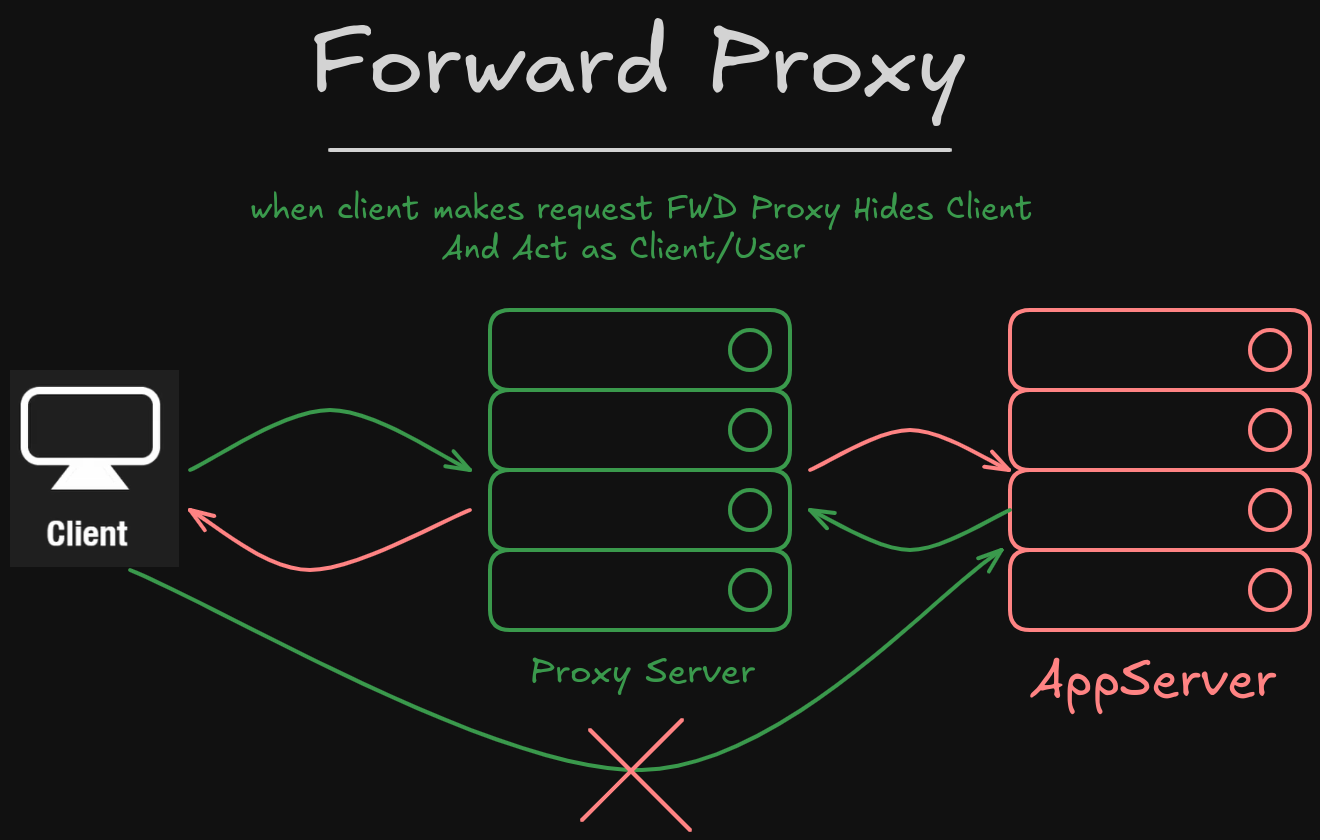 Forward Proxy
when client makes request FWD Proxy Hides Client
And Act as Client/User
Client
Proxy Server
AppServer